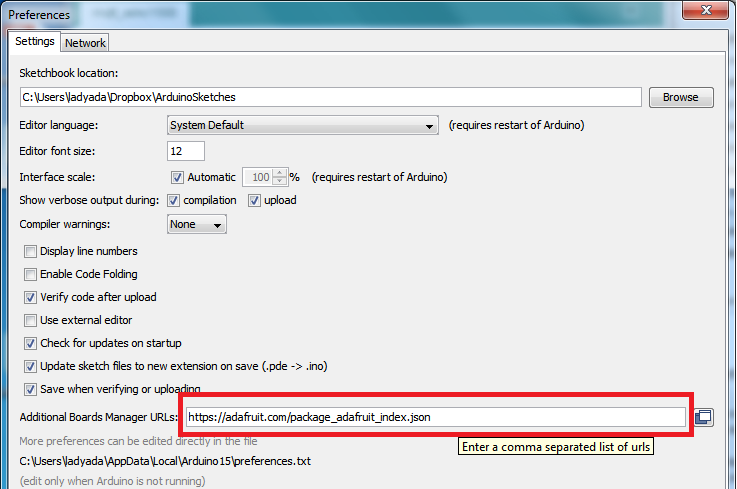 Preferences
Settings Network
Sketchbook location:
C:\Users\ladyada\Dropbox\ArduinoSketches Browse
Editor language: System Default (requires restart of Arduino)
Editor font size: 12
Interface scale: Automatic 100 % (requires restart of Arduino)
Show verbose output during: compilation upload
Compiler warnings: None
Display line numbers
Enable Code Folding
Verify code after upload
Use external editor
Check for updates on startup
Update sketch files to new extension on save (.pde -> .ino)
Save when verifying or uploading
Additional Boards Manager URLs: https://adafruit.com/package_adafruit_index.json
More preferences can be edited directly in the file
Enter a comma separated list of urls
C:\Users\ladyada\AppData\Local\Arduino15\preferences.txt
(edit only when Arduino is not running)